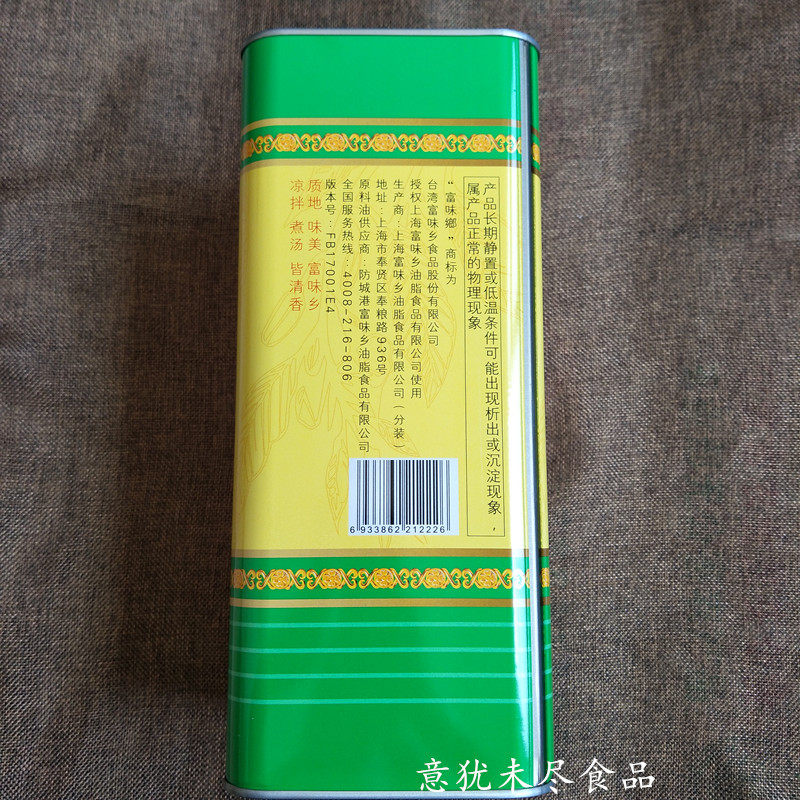 产品长期静置或低温条件可能出现析出或沉淀现象，
属产品正常的物理现象
“富味鄉”商标为
台湾富味乡食品股份有限公司
授权上海富味乡油脂食品有限公司使用
生产商：上海富味乡油脂食品有限公司（分装）
地址：上海市奉贤区奉粮路936号
原料油供应商：防城港富味乡油脂食品有限公司
全国服务热线：4008-216-806
版本号：FB17001E4
质地 味美 富味乡
凉拌 煮汤 皆清香
6933862212226
意犹未尽食品